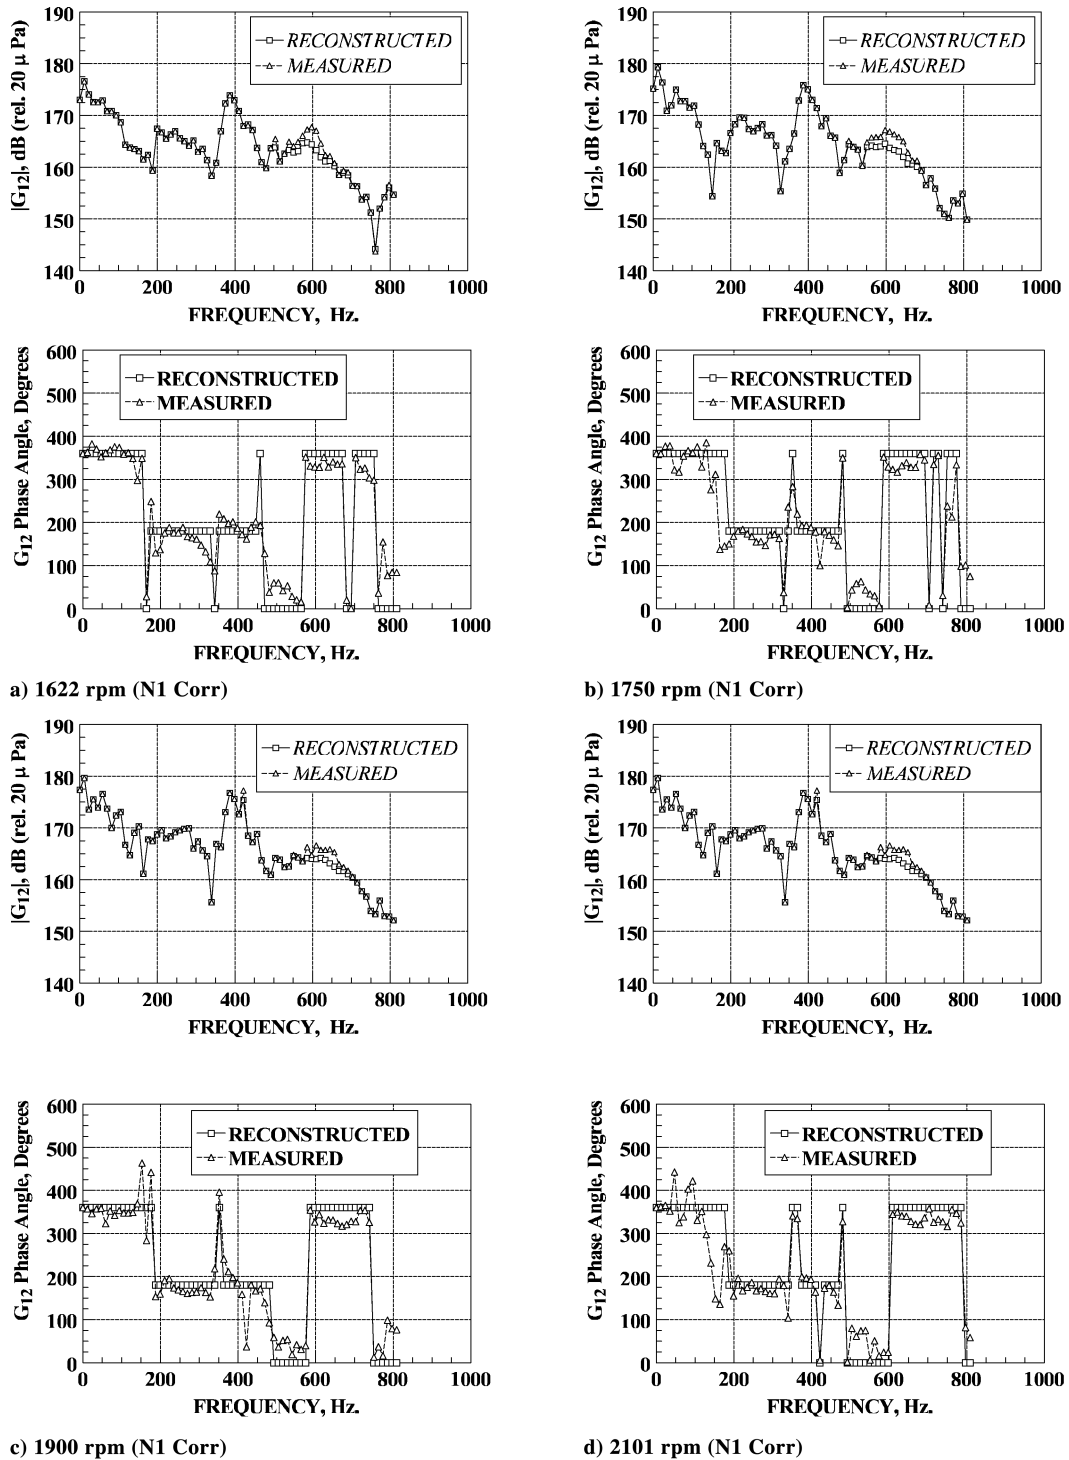 190
180
170
160
150
140
|G12|, dB (rel. 20 μ Pa)
RECONSTRUCTED
MEASURED
0 200 400 600 800 1000
FREQUENCY, Hz.
190
180
170
160
150
140
|G12|, dB (rel. 20 μ Pa)
RECONSTRUCTED
MEASURED
0 200 400 600 800 1000
FREQUENCY, Hz.
600
500
400
300
200
100
0
G12 Phase Angle, Degrees
RECONSTRUCTED
MEASURED
0 200 400 600 800 1000
FREQUENCY, Hz.
a) 1622 rpm (N1 Corr)
600
500
400
300
200
100
0
G12 Phase Angle, Degrees
RECONSTRUCTED
MEASURED
0 200 400 600 800 1000
FREQUENCY, Hz.
b) 1750 rpm (N1 Corr)
190
180
170
160
150
140
|G12|, dB (rel. 20 μ Pa)
RECONSTRUCTED
MEASURED
0 200 400 600 800 1000
FREQUENCY, Hz.
190
180
170
160
150
140
|G12|, dB (rel. 20 μ Pa)
RECONSTRUCTED
MEASURED
0 200 400 600 800 1000
FREQUENCY, Hz.
600
500
400
300
200
100
0
G12 Phase Angle, Degrees
RECONSTRUCTED
MEASURED
0 200 400 600 800 1000
FREQUENCY, Hz.
c) 1900 rpm (N1 Corr)
600
500
400
300
200
100
0
G12 Phase Angle, Degrees
RECONSTRUCTED
MEASURED
0 200 400 600 800 1000
FREQUENCY, Hz.
d) 2101 rpm (N1 Corr)